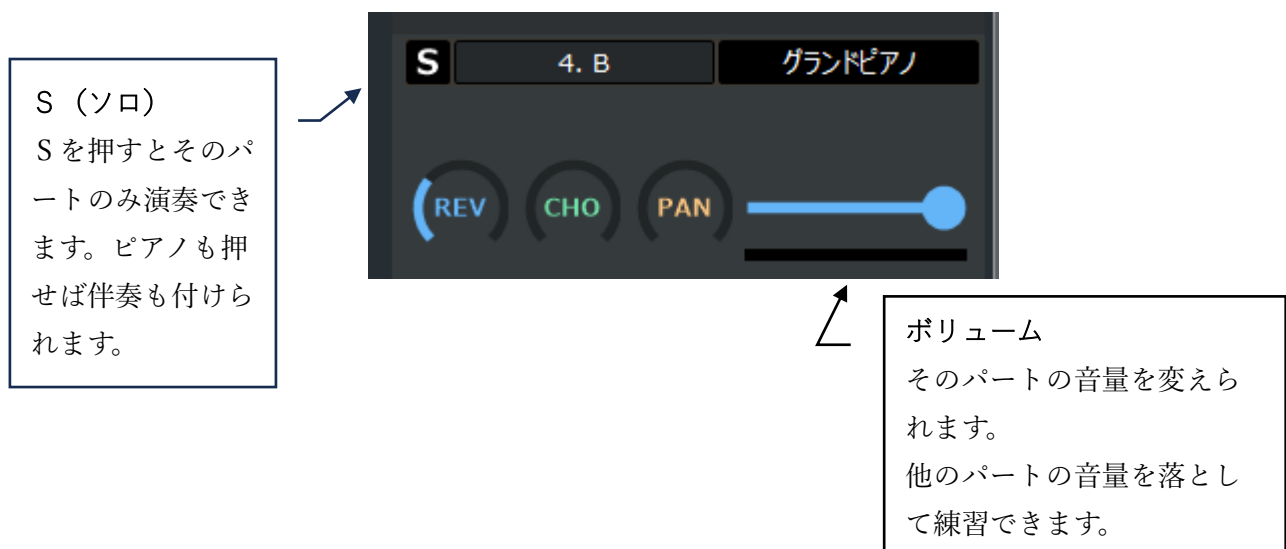 S 4. B グランドピアノ
REV CHO PAN
S (ソロ)
Sを押すとそのパ
ートのみ演奏でき
ます。ピアノも押
せば伴奏も付けら
れます。
ボリューム
そのパートの音量を変えら
れます。
他のパートの音量を落とし
て練習できます。